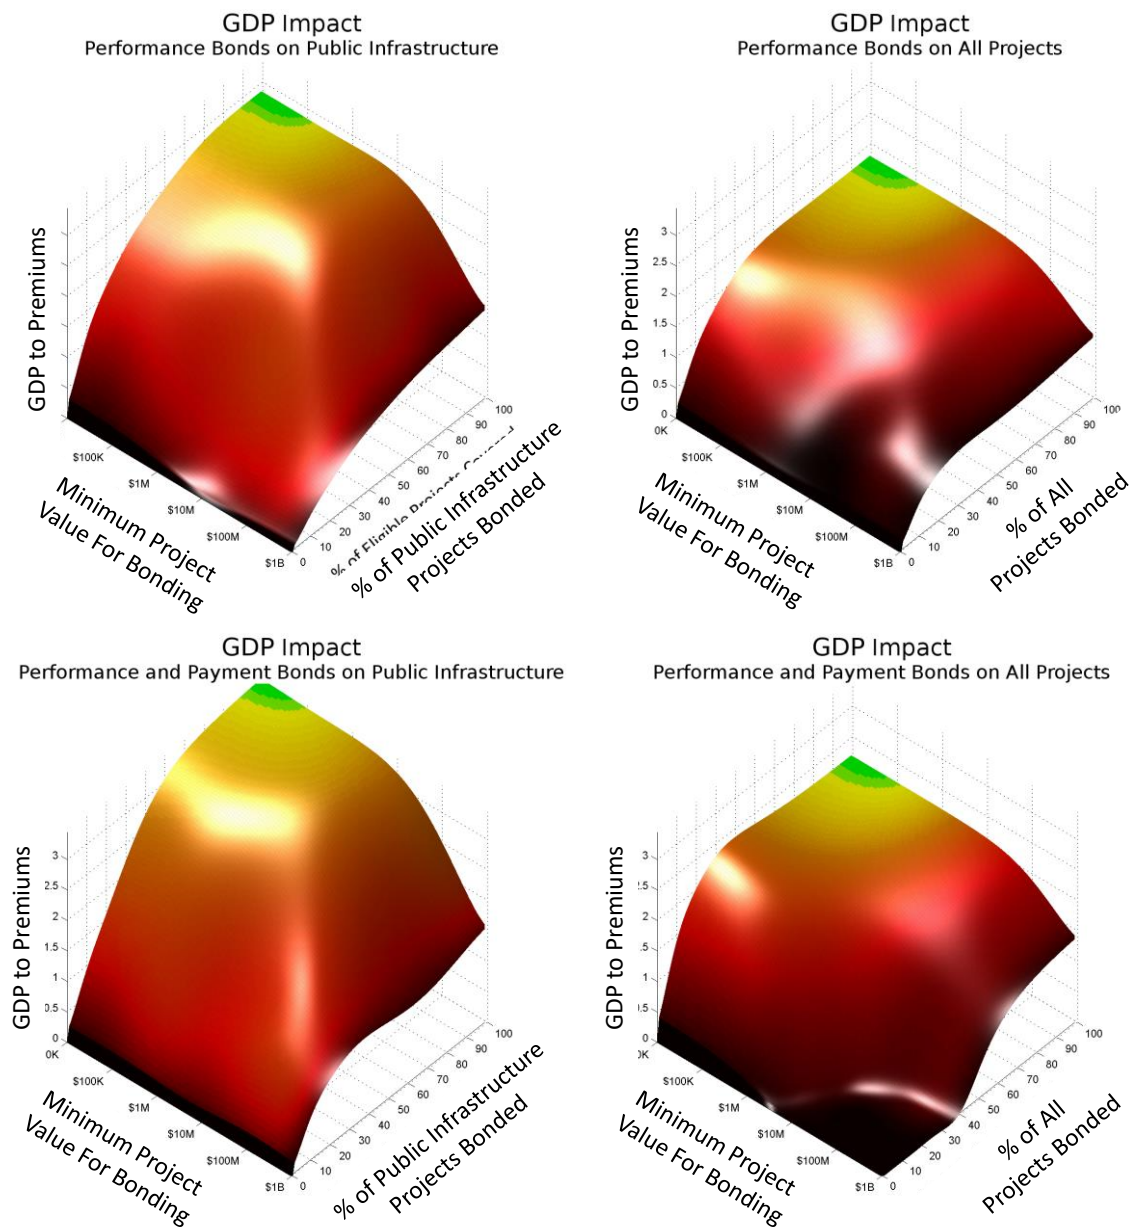 GDP Impact
Performance Bonds on Public Infrastructure
GDP to Premiums
$100K
$1M
$10M
$100M
$1B
0
10
20
30
40
50
60
70
80
90
100
Minimum Project
Value For Bonding
% of Eligible Projects
% of Public Infrastructure
Projects Bonded
GDP Impact
Performance Bonds on All Projects
GDP to Premiums
3
2.5
2
1.5
1
0.5
0
0K
$100K
$1M
$10M
$100M
$1B
0
10
20
30
40
50
60
70
80
90
100
Minimum Project
Value For Bonding
% of All
Projects Bonded
GDP Impact
Performance and Payment Bonds on Public Infrastructure
GDP to Premiums
3
2.5
2
1.5
1
0.5
0
0K
$100K
$1M
$10M
$100M
$1B
0
10
20
30
40
50
60
70
80
90
100
Minimum Project
Value For Bonding
% of Public Infrastructure
Projects Bonded
GDP Impact
Performance and Payment Bonds on All Projects
GDP to Premiums
3
.5
2
1.5
1
.5
0
0K
$100K
$1M
$10M
$100M
$1B
0
10
20
30
40
50
60
70
80
90
100
Minimum Project
Value For Bonding
% of All
Projects Bonded